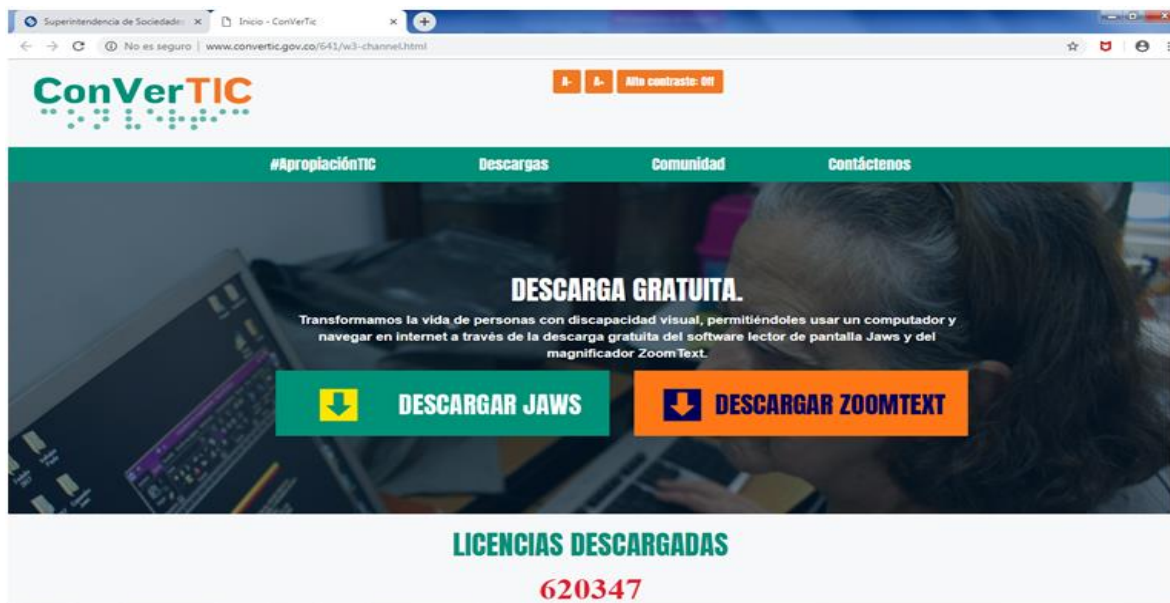 Superintendencia de Sociedades
Inicio - ConVerTic
No es seguro | www.convertic.gov.co/641/w3-channel.html
ConVerTIC
A- A- Alto contraste: Off
#ApropiaciónTIC Descargas Comunidad Contáctenos
DESCARGA GRATUITA.
Transformamos la vida de personas con discapacidad visual, permitiéndoles usar un computador y
navegar en internet a través de la descarga gratuita del software lector de pantalla Jaws y del
magnificador ZoomText.
DESCARGAR JAWS
DESCARGAR ZOOMTEXT
LICENCIAS DESCARGADAS
620347